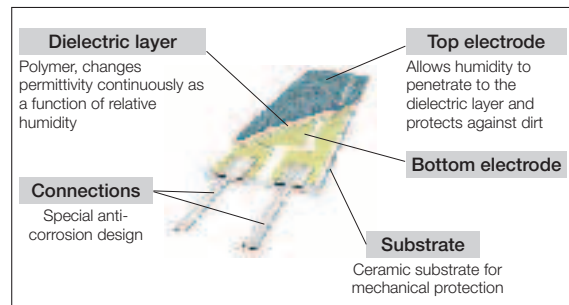 Dielectric layer
Polymer, changes
permittivity continuously as
a function of relative
humidity
Top electrode
Allows humidity to
penetrate to the
dielectric layer and
protects against dirt
Bottom electrode
Connections
Special anti-
corrosion design
Substrate
Ceramic substrate for
mechanical protection